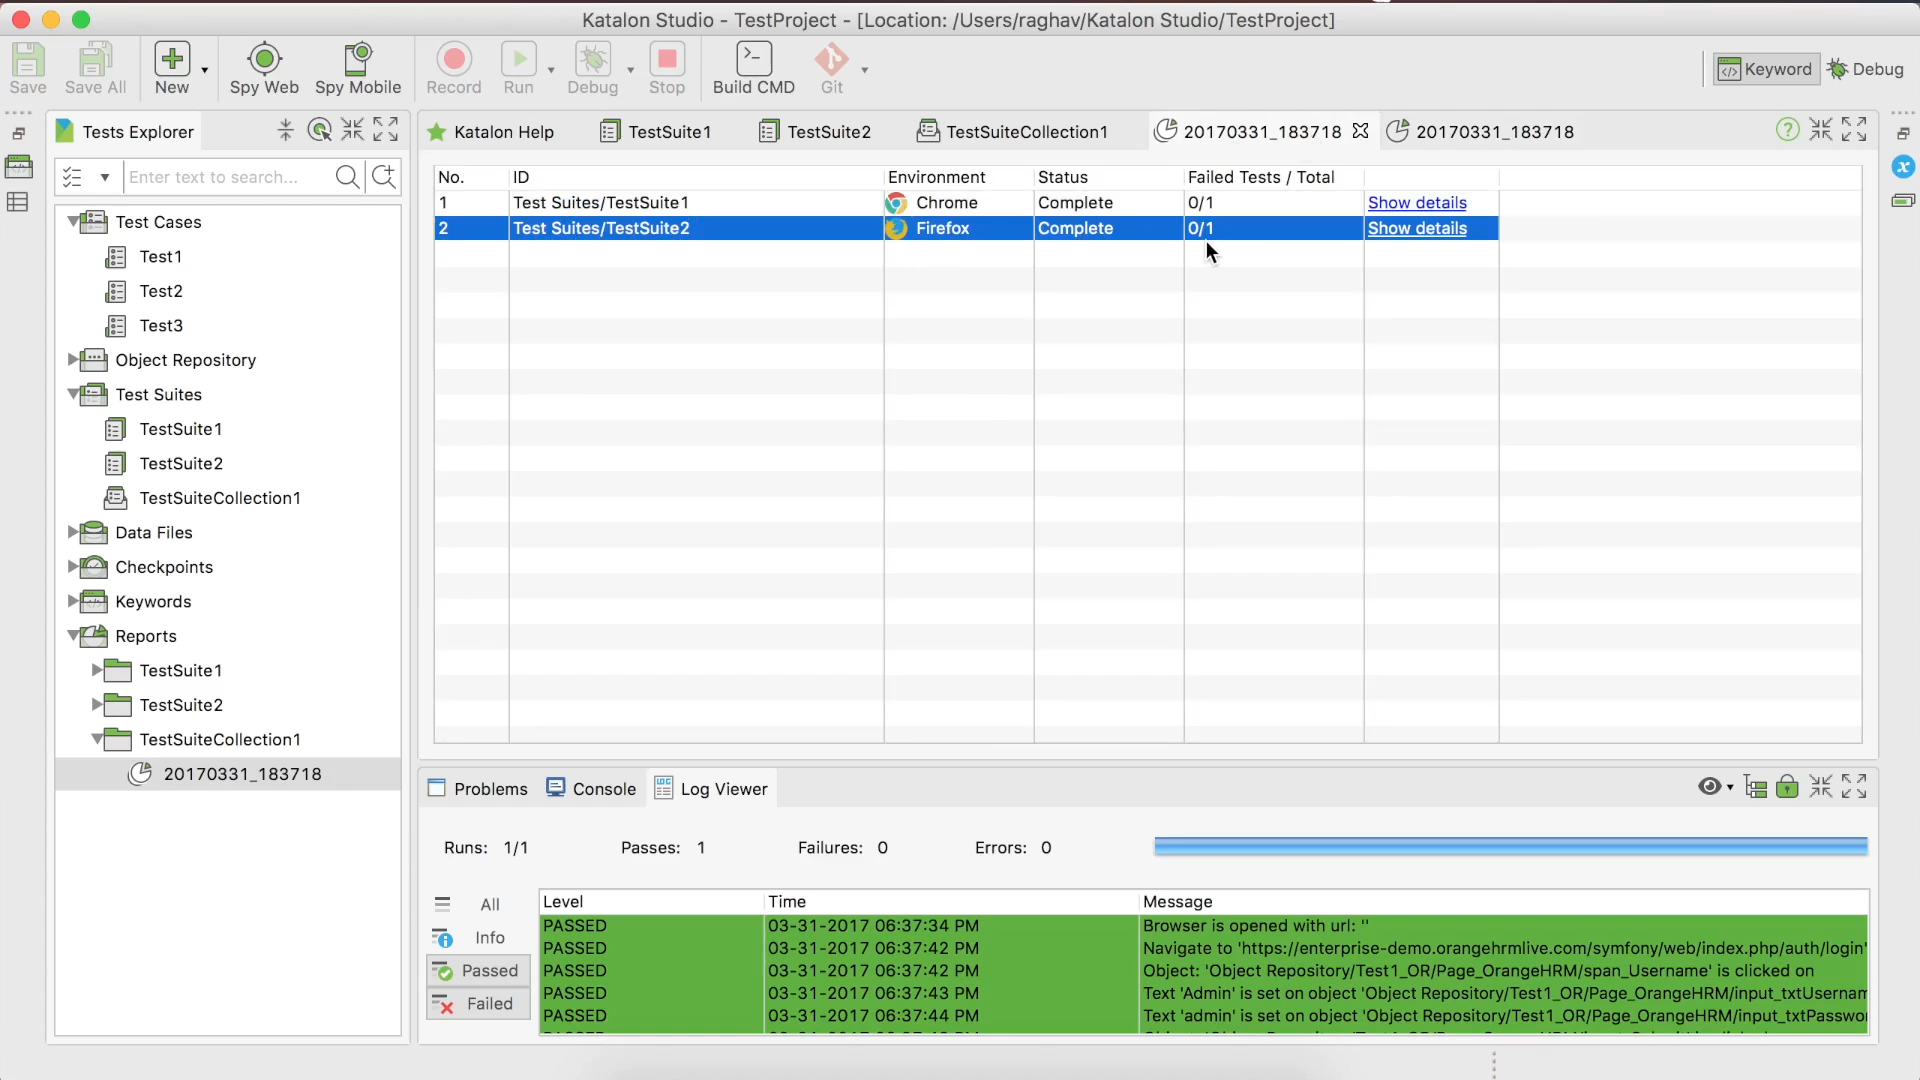 Katalon Studio - TestProject - [Location: /Users/raghav/Katalon Studio/TestProject]
Save
Save All
New
Spy Web
Spy Mobile
Record
Run
Debug
Stop
Build CMD
Git
Keyword
Debug
Tests Explorer
Enter text to search...
Test Cases
Test1
Test2
Test3
Object Repository
Test Suites
TestSuite1
TestSuite2
TestSuiteCollection1
Data Files
Checkpoints
Keywords
Reports
TestSuite1
TestSuite2
TestSuiteCollection1
20170331_183718
Katalon Help
TestSuite1
TestSuite2
TestSuiteCollection1
20170331_183718
20170331_183718
No. ID Environment Status Failed Tests / Total
1 Test Suites/TestSuite1 Chrome Complete 0/1 Show details
2 Test Suites/TestSuite2 Firefox Complete 0/1 Show details
Problems
Console
Log Viewer
Runs: 1/1 Passes: 1 Failures: 0 Errors: 0
All
Info
Passed
Failed
Level Time Message
PASSED 03-31-2017 06:37:34 PM Browser is opened with url: ''
PASSED 03-31-2017 06:37:42 PM Navigate to 'https://enterprise-demo.orangehrmlive.com/symfony/web/index.php/auth/login'
PASSED 03-31-2017 06:37:42 PM Object: 'Object Repository/Test1_OR/Page_OrangeHRM/span_Username' is clicked on
PASSED 03-31-2017 06:37:43 PM Text 'Admin' is set on object 'Object Repository/Test1_OR/Page_OrangeHRM/input_txtUsernam
PASSED 03-31-2017 06:37:44 PM Text 'admin' is set on object 'Object Repository/Test1_OR/Page_OrangeHRM/input_txtPasswo